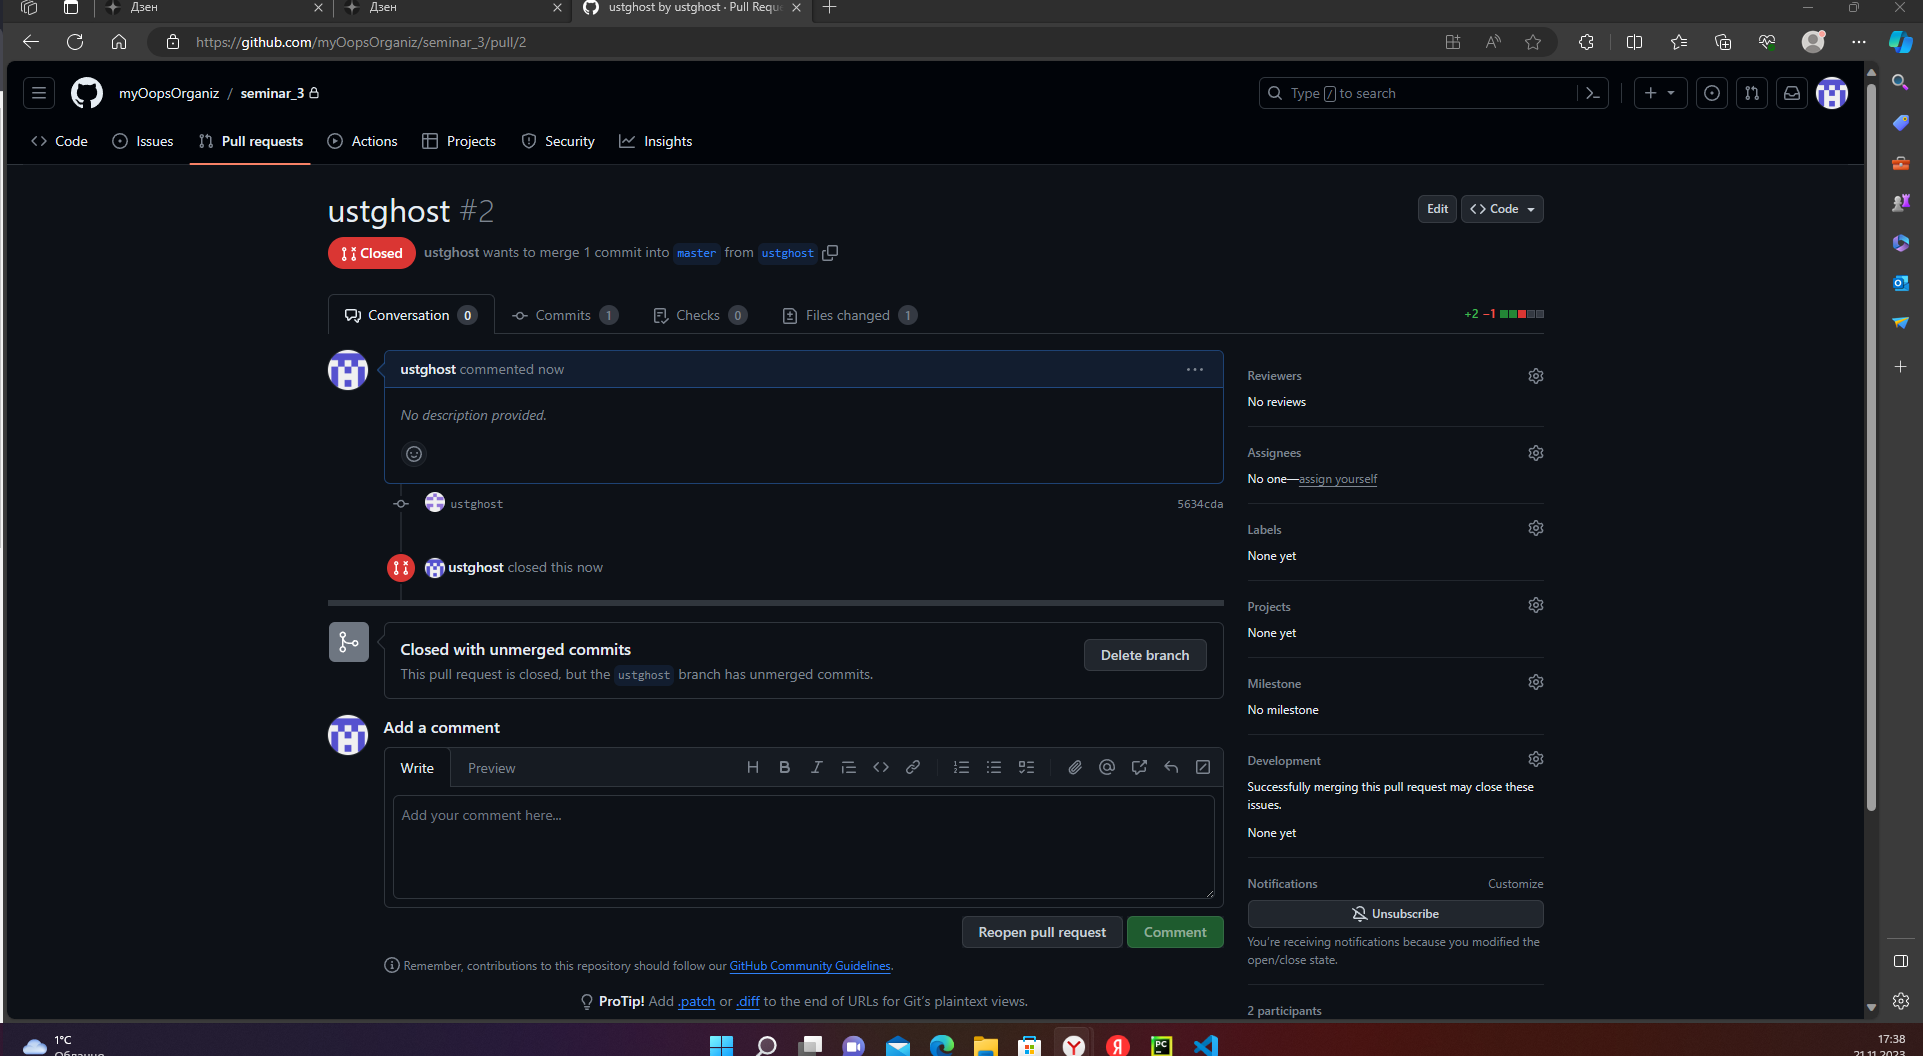 Дзен
Дзен
ustghost by ustghost · Pull Reque
https://github.com/myOopsOrganiz/seminar_3/pull/2
myOopsOrganiz / seminar_3
Type / to search
Code
Issues
Pull requests
Actions
Projects
Security
Insights
ustghost #2
Edit
Code
Closed
ustghost wants to merge 1 commit into master from ustghost
Conversation 0
Commits 1
Checks 0
Files changed 1
+2 −1
ustghost commented now
No description provided.
ustghost
5634cda
ustghost closed this now
Closed with unmerged commits
This pull request is closed, but the ustghost branch has unmerged commits.
Delete branch
Add a comment
Write
Preview
Add your comment here...
Reopen pull request
Comment
Remember, contributions to this repository should follow our GitHub Community Guidelines.
ProTip! Add .patch or .diff to the end of URLs for Git's plaintext views.
Reviewers
No reviews
Assignees
No one—assign yourself
Labels
None yet
Projects
None yet
Milestone
No milestone
Development
Successfully merging this pull request may close these
issues.
None yet
Notifications
Customize
Unsubscribe
You're receiving notifications because you modified the
open/close state.
2 participants
1°C
Облачно
17:38
21.11.2023